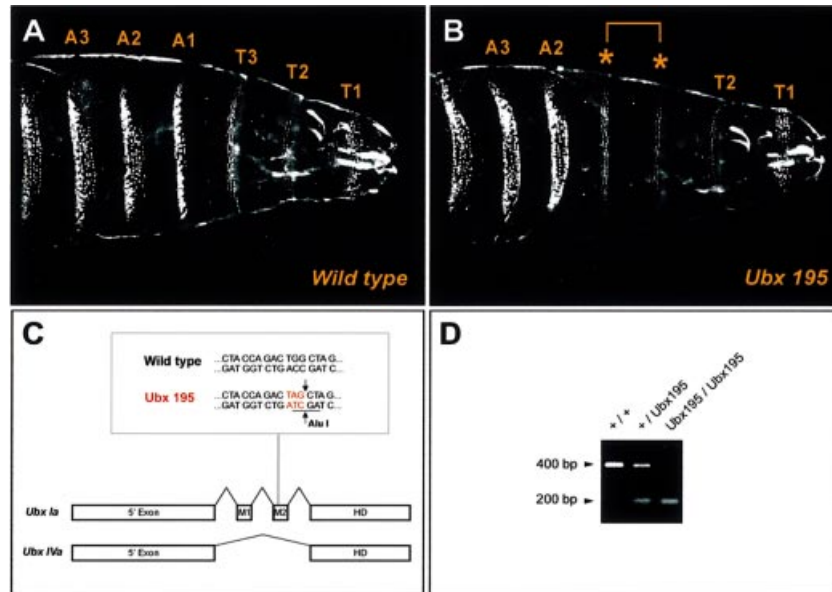 A
A3 A2 A1 T3 T2 T1
Wild type
B
A3 A2 * * T2 T1
Ubx 195
C
Wild type ...CTA CCA GAC TGG CTA G...
...GAT GGT CTG ACC GAT C...
Ubx 195 ...CTA CCA GAC TAG CTA G...
...GAT GGT CTG ATC GAT C...
Alu I
Ubx Ia 5' Exon M1 M2 HD
Ubx IVa 5' Exon HD
D
+ / + + / Ubx195 Ubx195 / Ubx195
400 bp
200 bp